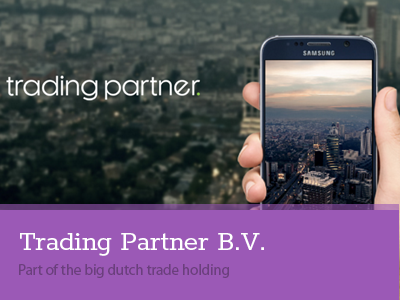 trading partner.
SAMSUNG
Trading Partner B.V.
Part of the big dutch trade holding